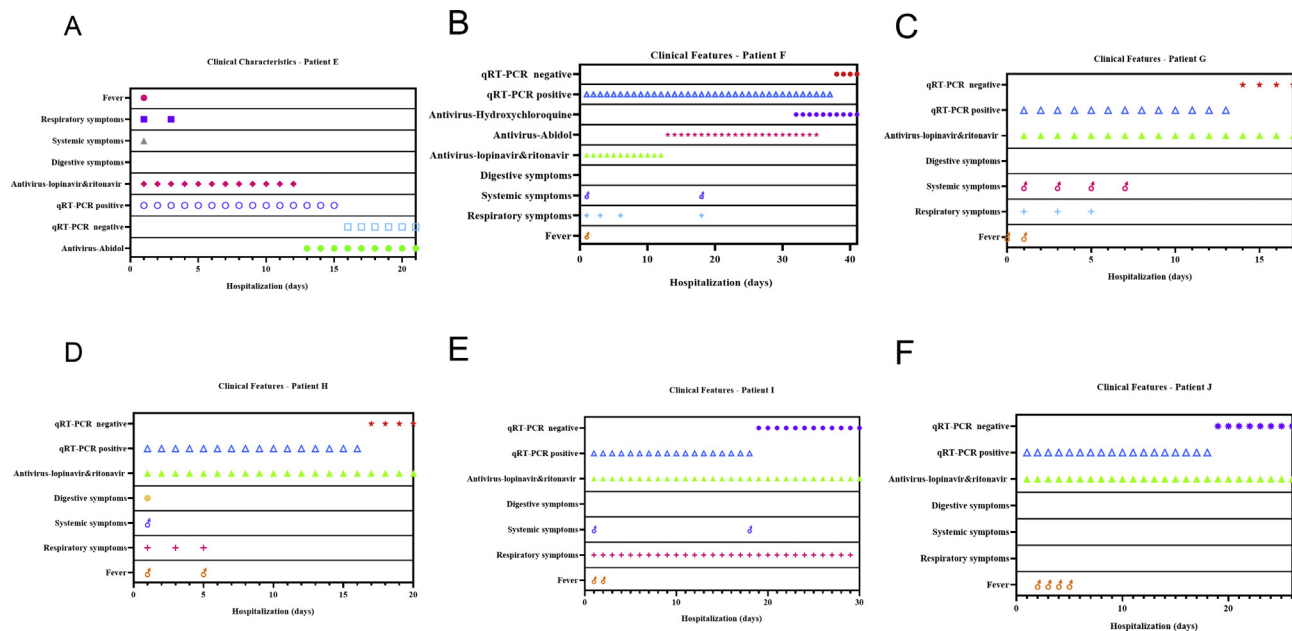 A
Clinical Characteristics - Patient E
Fever
Respiratory symptoms
Systemic symptoms
Digestive symptoms
Antivirus-lopinavir&ritonavir
qRT-PCR positive
qRT-PCR negative
Antivirus-Abidol
0 5 10 15 20
Hospitalization (days)
B
Clinical Features - Patient F
qRT-PCR negative
qRT-PCR positive
Antivirus-Hydroxychloroquine
Antivirus-Abidol
Antivirus-lopinavir&ritonavir
Digestive symptoms
Systemic symptoms
Respiratory symptoms
Fever
0 10 20 30 40
Hospitalization (days)
C
Clinical Features - Patient G
qRT-PCR negative
qRT-PCR positive
Antivirus-lopinavir&ritonavir
Digestive symptoms
Systemic symptoms
Respiratory symptoms
Fever
0 5 10 15
Hospitalization (days)
D
Clinical Features - Patient H
qRT-PCR negative
qRT-PCR positive
Antivirus-lopinavir&ritonavir
Digestive symptoms
Systemic symptoms
Respiratory symptoms
Fever
0 5 10 15 20
Hospitalization (days)
E
Clinical Features - Patient I
qRT-PCR negative
qRT-PCR positive
Antivirus-lopinavir&ritonavir
Digestive symptoms
Systemic symptoms
Respiratory symptoms
Fever
0 10 20 30
Hospitalization (days)
F
Clinical Features - Patient J
qRT-PCR negative
qRT-PCR positive
Antivirus-lopinavir&ritonavir
Digestive symptoms
Systemic symptoms
Respiratory symptoms
Fever
0 10 20
Hospitalization (days)